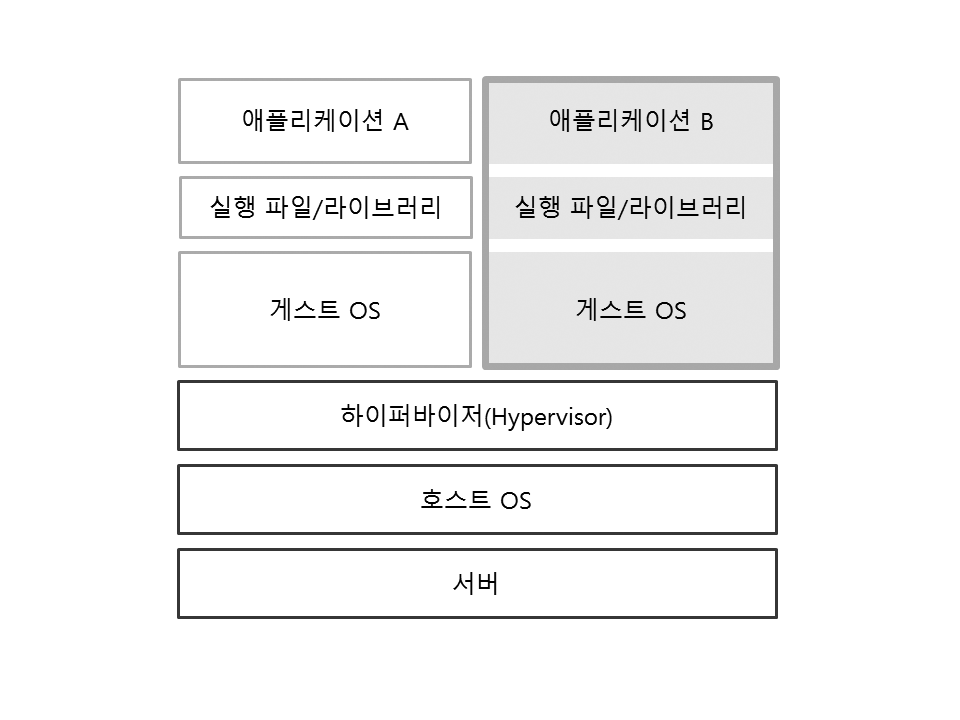 애플리케이션 A
애플리케이션 B
실행 파일/라이브러리
실행 파일/라이브러리
게스트 OS
게스트 OS
하이퍼바이저(Hypervisor)
호스트 OS
서버